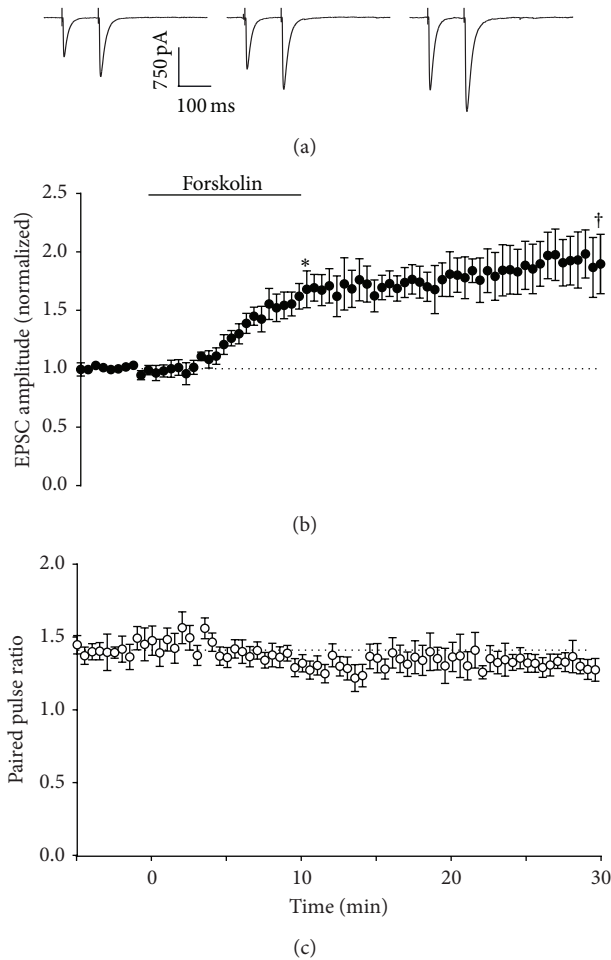 750 pA
100 ms
(a)
Forskolin
EPSC amplitude (normalized)
2.5
2.0
1.5
1.0
0.5
0.0
*
†
(b)
Paired pulse ratio
2.0
1.5
1.0
0.5
0.0
0 10 20 30
Time (min)
(c)